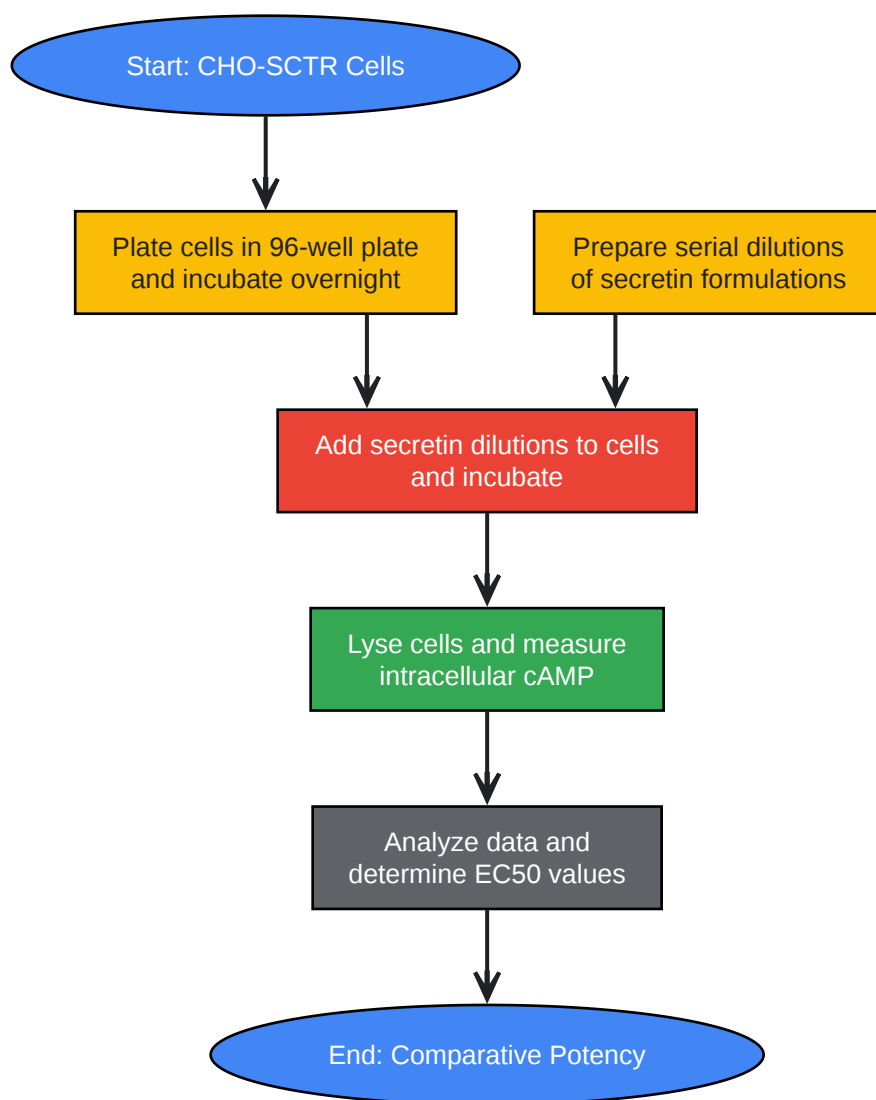 Start: CHO-SCTR Cells
Plate cells in 96-well plate
and incubate overnight
Prepare serial dilutions
of secretin formulations
Add secretin dilutions to cells
and incubate
Lyse cells and measure
intracellular cAMP
Analyze data and
determine EC50 values
End: Comparative Potency